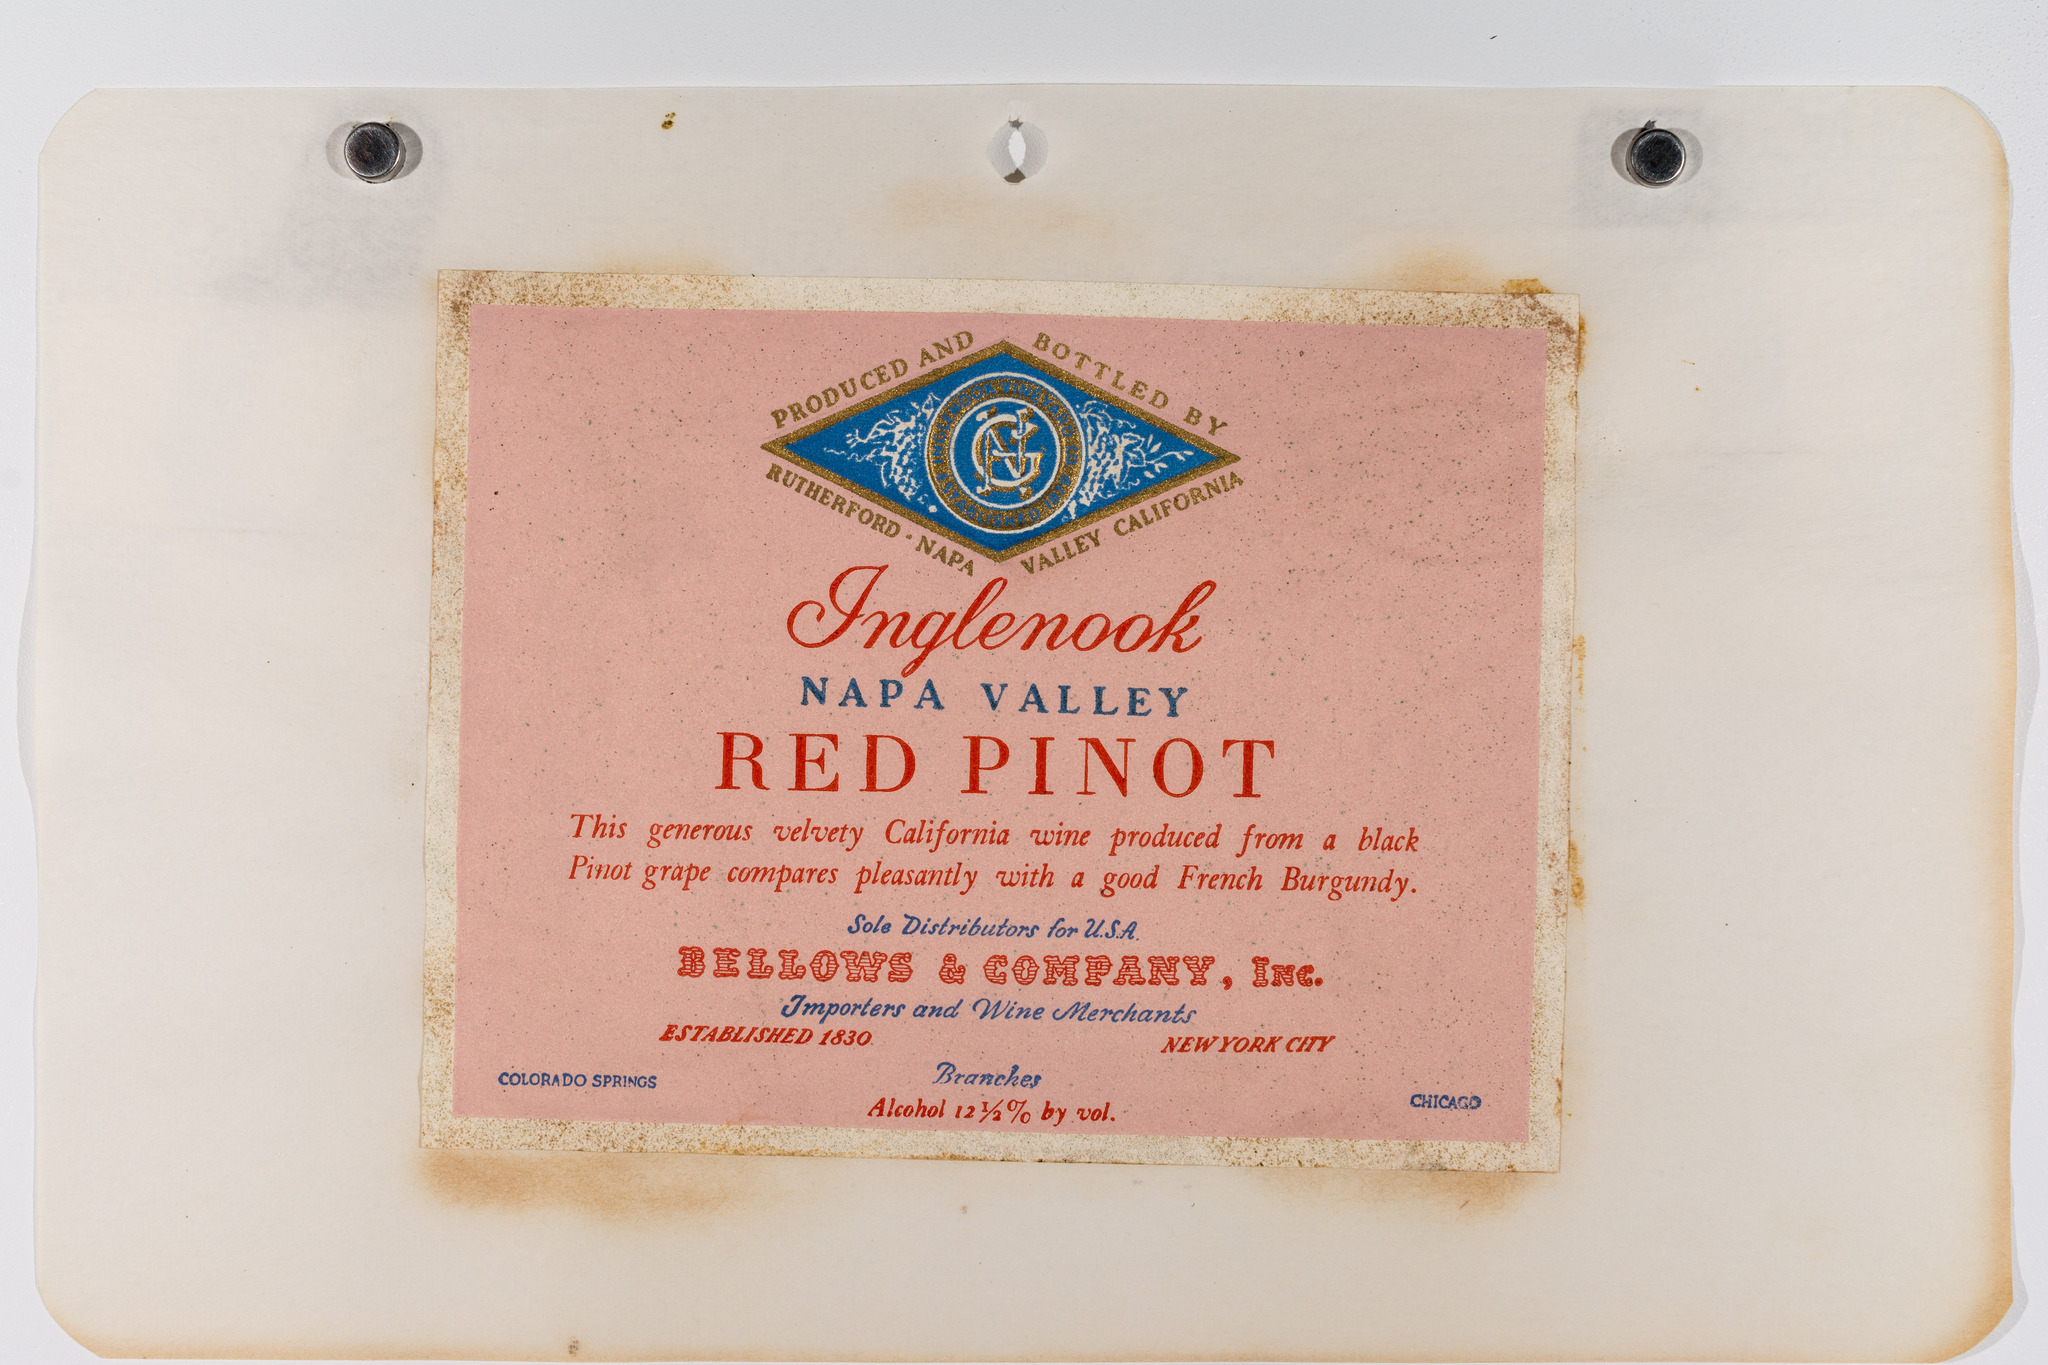 PRODUCED AND BOTTLED BY
RUTHERFORD · NAPA VALLEY CALIFORNIA
Inglenook
NAPA VALLEY
RED PINOT
This generous velvety California wine produced from a black
Pinot grape compares pleasantly with a good French Burgundy.
Sole Distributors for U.S.A.
BELLOWS & COMPANY, INC.
Importers and Wine Merchants
ESTABLISHED 1830 NEW YORK CITY
Branches
COLORADO SPRINGS CHICAGO
Alcohol 12 1/2% by vol.